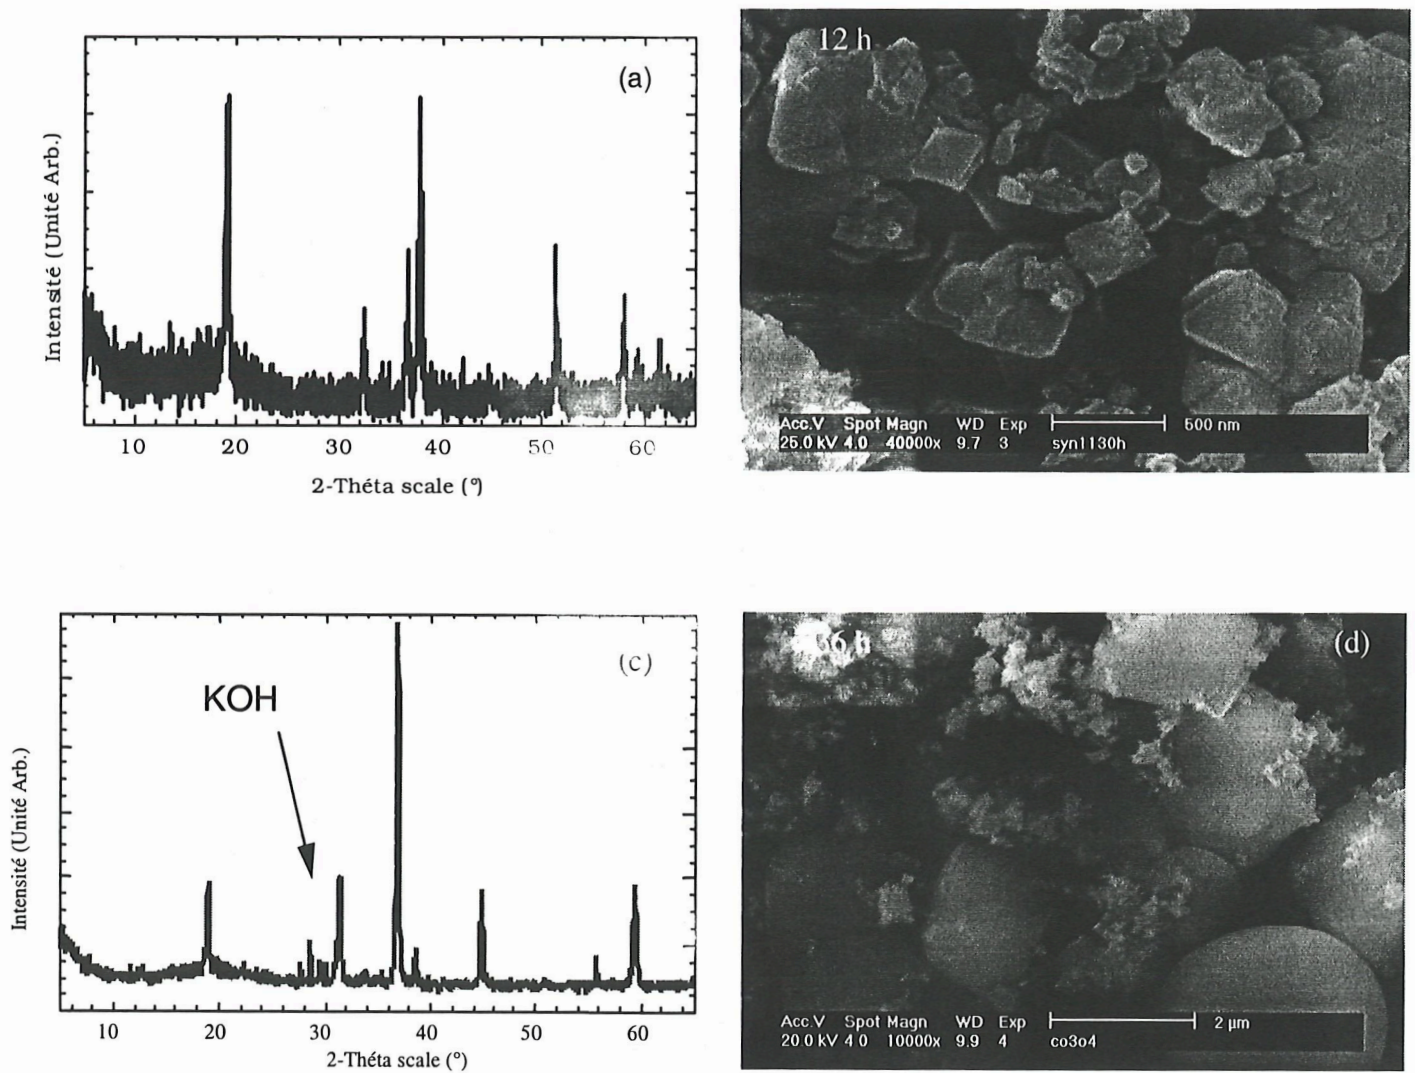 (a)
Intensité (Unité Arb.)
10 20 30 40 50 60
2-Théta scale (°)
12 h
Acc.V Spot Magn WD Exp 500 nm
25.0 kV 4.0 40000x 9.7 3 syn1130h
(c)
KOH
Intensité (Unité Arb.)
10 20 30 40 50 60
2-Théta scale (°)
36 h (d)
Acc.V Spot Magn WD Exp 2 µm
20.0 kV 4.0 10000x 9.9 4 co3o4